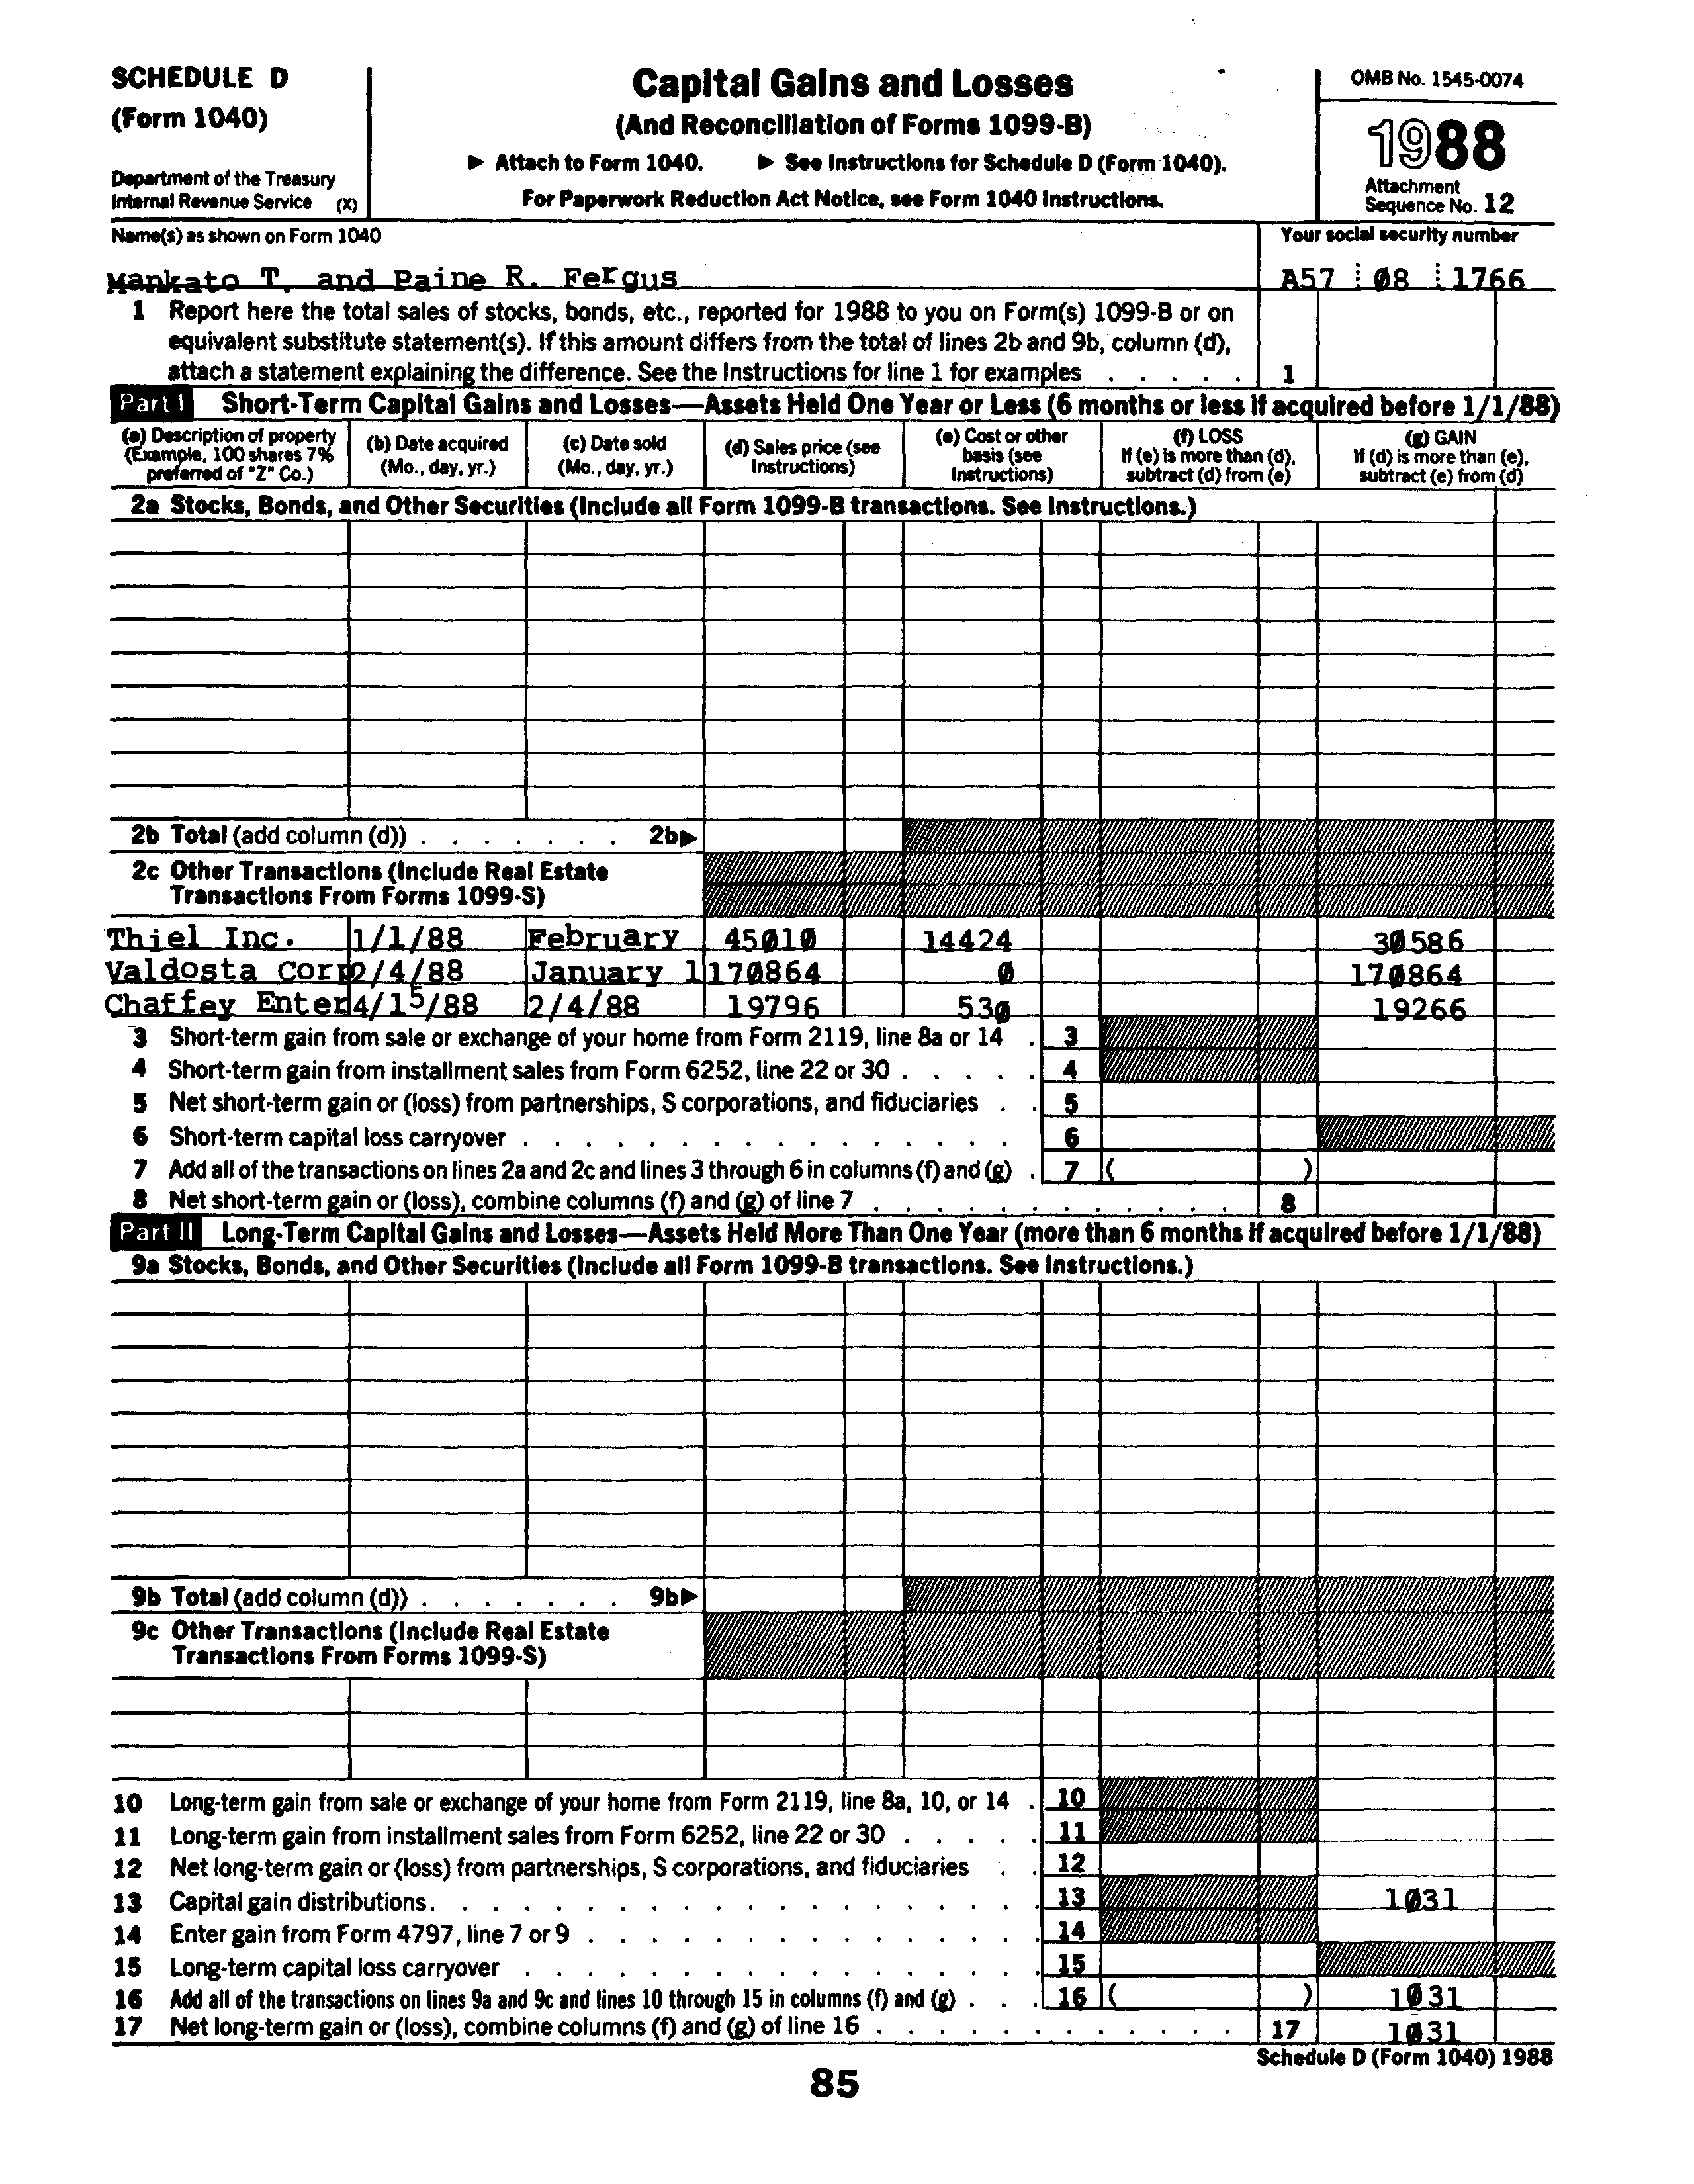 SCHEDULE D
(Form 1040)
Department of the Treasury
Internal Revenue Service (X)
Capital Gains and Losses
(And Reconciliation of Forms 1099-B)
▶ Attach to Form 1040. ▶ See Instructions for Schedule D (Form 1040).
For Paperwork Reduction Act Notice, see Form 1040 Instructions.
OMB No. 1545-0074
1988
Attachment
Sequence No. 12
Name(s) as shown on Form 1040
Your social security number
Mankato T. and Paine R. Fergus
A57 08 1766
1 Report here the total sales of stocks, bonds, etc., reported for 1988 to you on Form(s) 1099-B or on
equivalent substitute statement(s). If this amount differs from the total of lines 2b and 9b, column (d),
attach a statement explaining the difference. See the Instructions for line 1 for examples . . . . . 1
Part I Short-Term Capital Gains and Losses—Assets Held One Year or Less (6 months or less if acquired before 1/1/88)
(a) Description of property
(Example, 100 shares 7%
preferred of "Z" Co.)
(b) Date acquired
(Mo., day, yr.)
(c) Date sold
(Mo., day, yr.)
(d) Sales price (see
Instructions)
(e) Cost or other
basis (see
Instructions)
(f) LOSS
If (e) is more than (d),
subtract (d) from (e)
(g) GAIN
If (d) is more than (e),
subtract (e) from (d)
2a Stocks, Bonds, and Other Securities (Include all Form 1099-B transactions. See Instructions.)
2b Total (add column (d)) . . . . . . . 2b▶
2c Other Transactions (Include Real Estate
Transactions From Forms 1099-S)
Thiel Inc. 1/1/88 February 45010 14424 30586
Valdosta Corp 2/4/88 January 1 170864 0 170864
Chaffey Enter 4/15/88 2/4/88 19796 530 19266
3 Short-term gain from sale or exchange of your home from Form 2119, line 8a or 14 . 3
4 Short-term gain from installment sales from Form 6252, line 22 or 30 . . . . . 4
5 Net short-term gain or (loss) from partnerships, S corporations, and fiduciaries . . 5
6 Short-term capital loss carryover . . . . . . . . . . . . . . . . 6
7 Add all of the transactions on lines 2a and 2c and lines 3 through 6 in columns (f) and (g) . 7 ( )
8 Net short-term gain or (loss), combine columns (f) and (g) of line 7 . . . . . . . . . . . . 8
Part II Long-Term Capital Gains and Losses—Assets Held More Than One Year (more than 6 months if acquired before 1/1/88)
9a Stocks, Bonds, and Other Securities (Include all Form 1099-B transactions. See Instructions.)
9b Total (add column (d)) . . . . . . . 9b▶
9c Other Transactions (Include Real Estate
Transactions From Forms 1099-S)
10 Long-term gain from sale or exchange of your home from Form 2119, line 8a, 10, or 14 . 10
11 Long-term gain from installment sales from Form 6252, line 22 or 30 . . . . . 11
12 Net long-term gain or (loss) from partnerships, S corporations, and fiduciaries . . 12
13 Capital gain distributions. . . . . . . . . . . . . . . . . . . . 13 1031
14 Enter gain from Form 4797, line 7 or 9 . . . . . . . . . . . . . . 14
15 Long-term capital loss carryover . . . . . . . . . . . . . . . . . 15
16 Add all of the transactions on lines 9a and 9c and lines 10 through 15 in columns (f) and (g) . . . 16 ( ) 1031
17 Net long-term gain or (loss), combine columns (f) and (g) of line 16 . . . . . . . . . . . . 17 1031
Schedule D (Form 1040) 1988
85